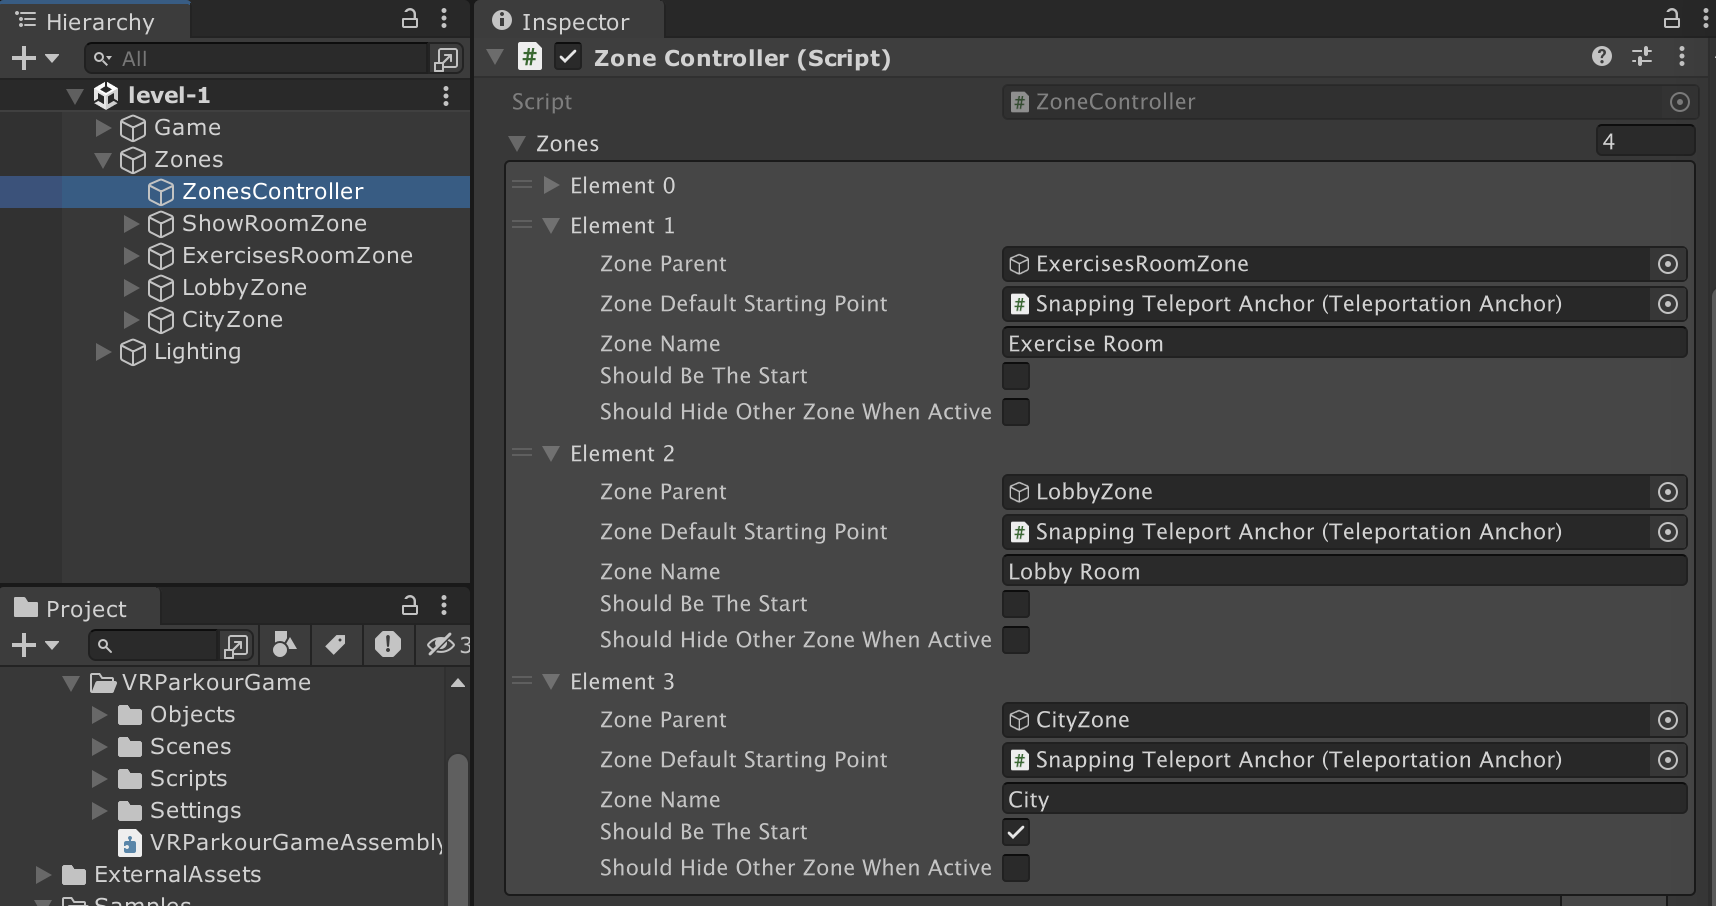 Hierarchy
All
level-1
Game
Zones
ZonesController
ShowRoomZone
ExercisesRoomZone
LobbyZone
CityZone
Lighting
Project
3
VRParkourGame
Objects
Scenes
Scripts
Settings
VRParkourGameAssembly
ExternalAssets
Samples
Inspector
# Zone Controller (Script)
Script # ZoneController
Zones 4
Element 0
Element 1
Zone Parent ExercisesRoomZone
Zone Default Starting Point # Snapping Teleport Anchor (Teleportation Anchor)
Zone Name Exercise Room
Should Be The Start
Should Hide Other Zone When Active
Element 2
Zone Parent LobbyZone
Zone Default Starting Point # Snapping Teleport Anchor (Teleportation Anchor)
Zone Name Lobby Room
Should Be The Start
Should Hide Other Zone When Active
Element 3
Zone Parent CityZone
Zone Default Starting Point # Snapping Teleport Anchor (Teleportation Anchor)
Zone Name City
Should Be The Start
Should Hide Other Zone When Active